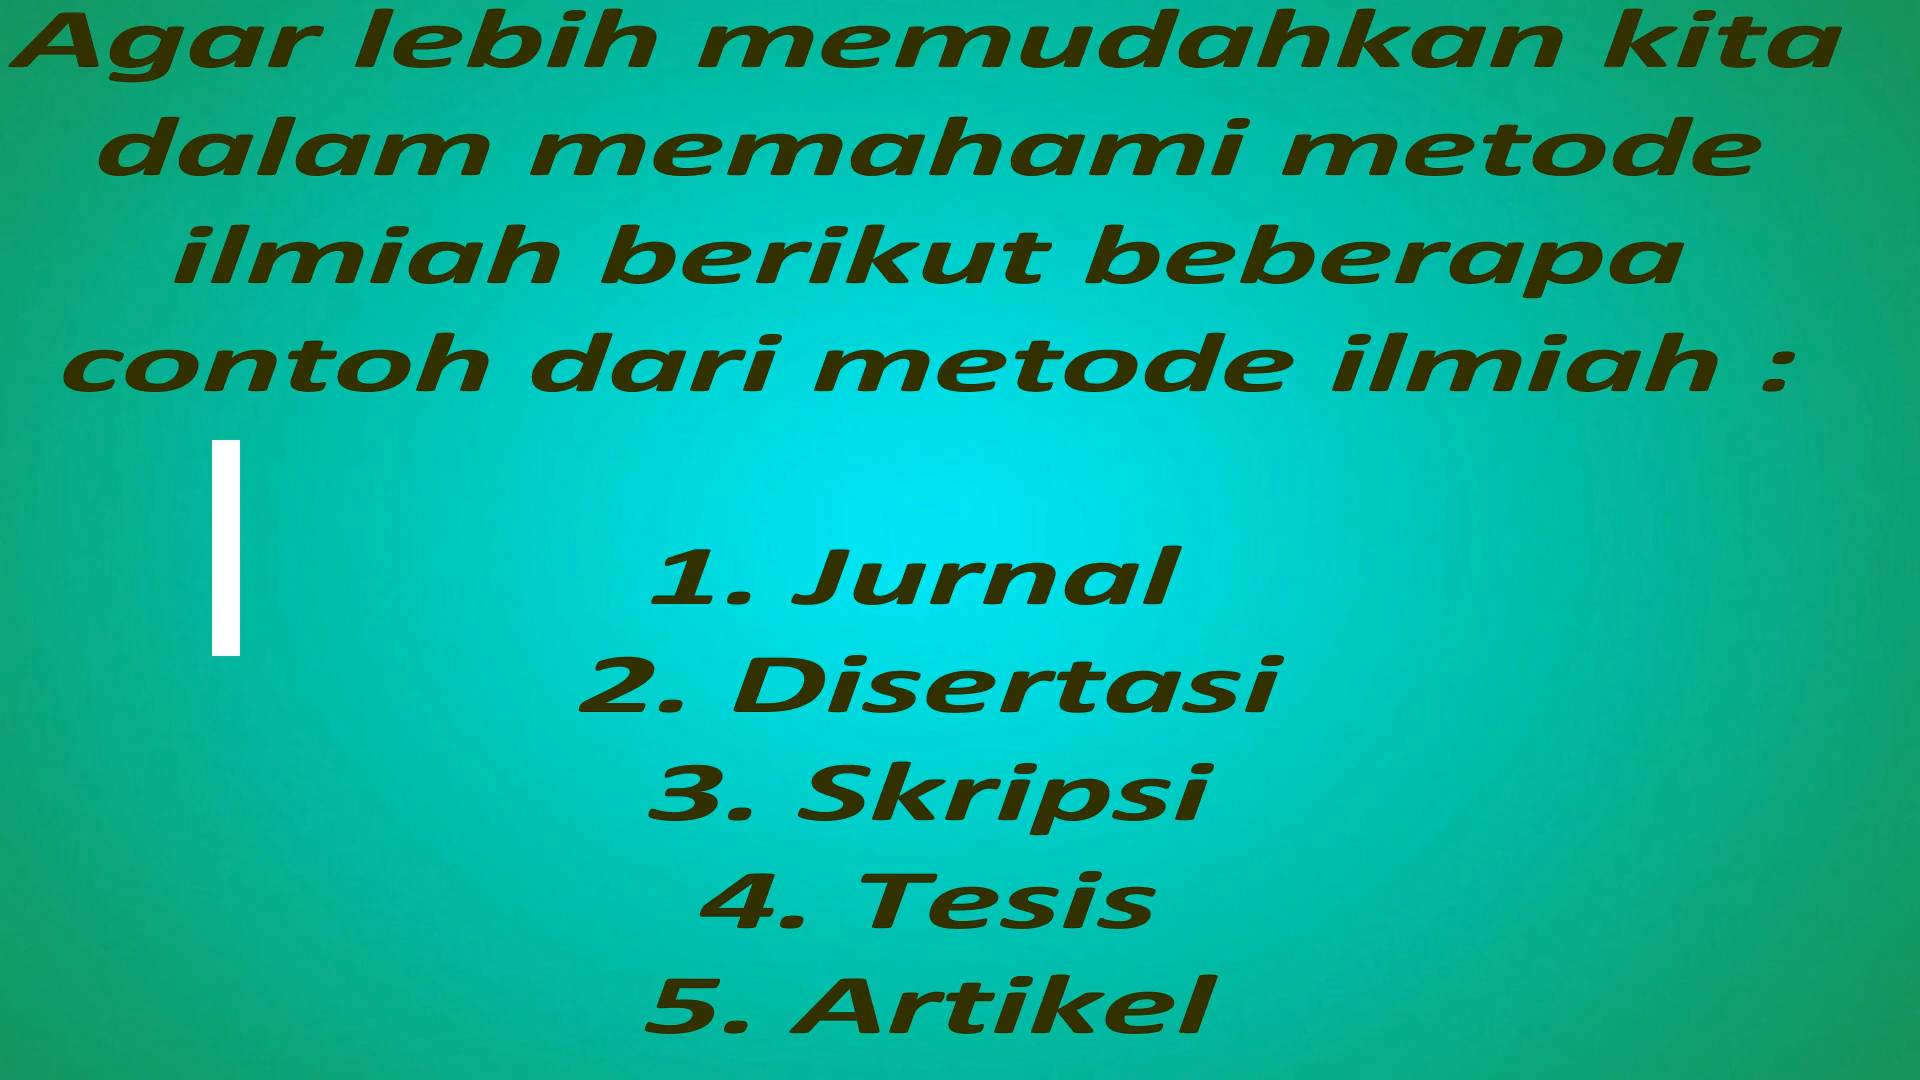 Agar lebih memudahkan kita
dalam memahami metode
ilmiah berikut beberapa
contoh dari metode ilmiah :
1. Jurnal
2. Disertasi
3. Skripsi
4. Tesis
5. Artikel